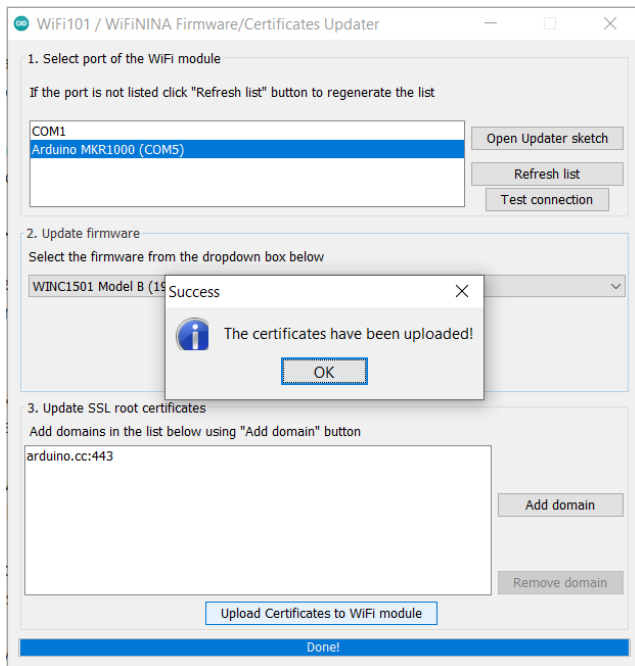 WiFi101 / WiFiNINA Firmware/Certificates Updater
1. Select port of the WiFi module
If the port is not listed click "Refresh list" button to regenerate the list
COM1
Arduino MKR1000 (COM5)
Open Updater sketch
Refresh list
Test connection
2. Update firmware
Select the firmware from the dropdown box below
WINC1501 Model B (19
Success
The certificates have been uploaded!
OK
3. Update SSL root certificates
Add domains in the list below using "Add domain" button
arduino.cc:443
Add domain
Remove domain
Upload Certificates to WiFi module
Done!